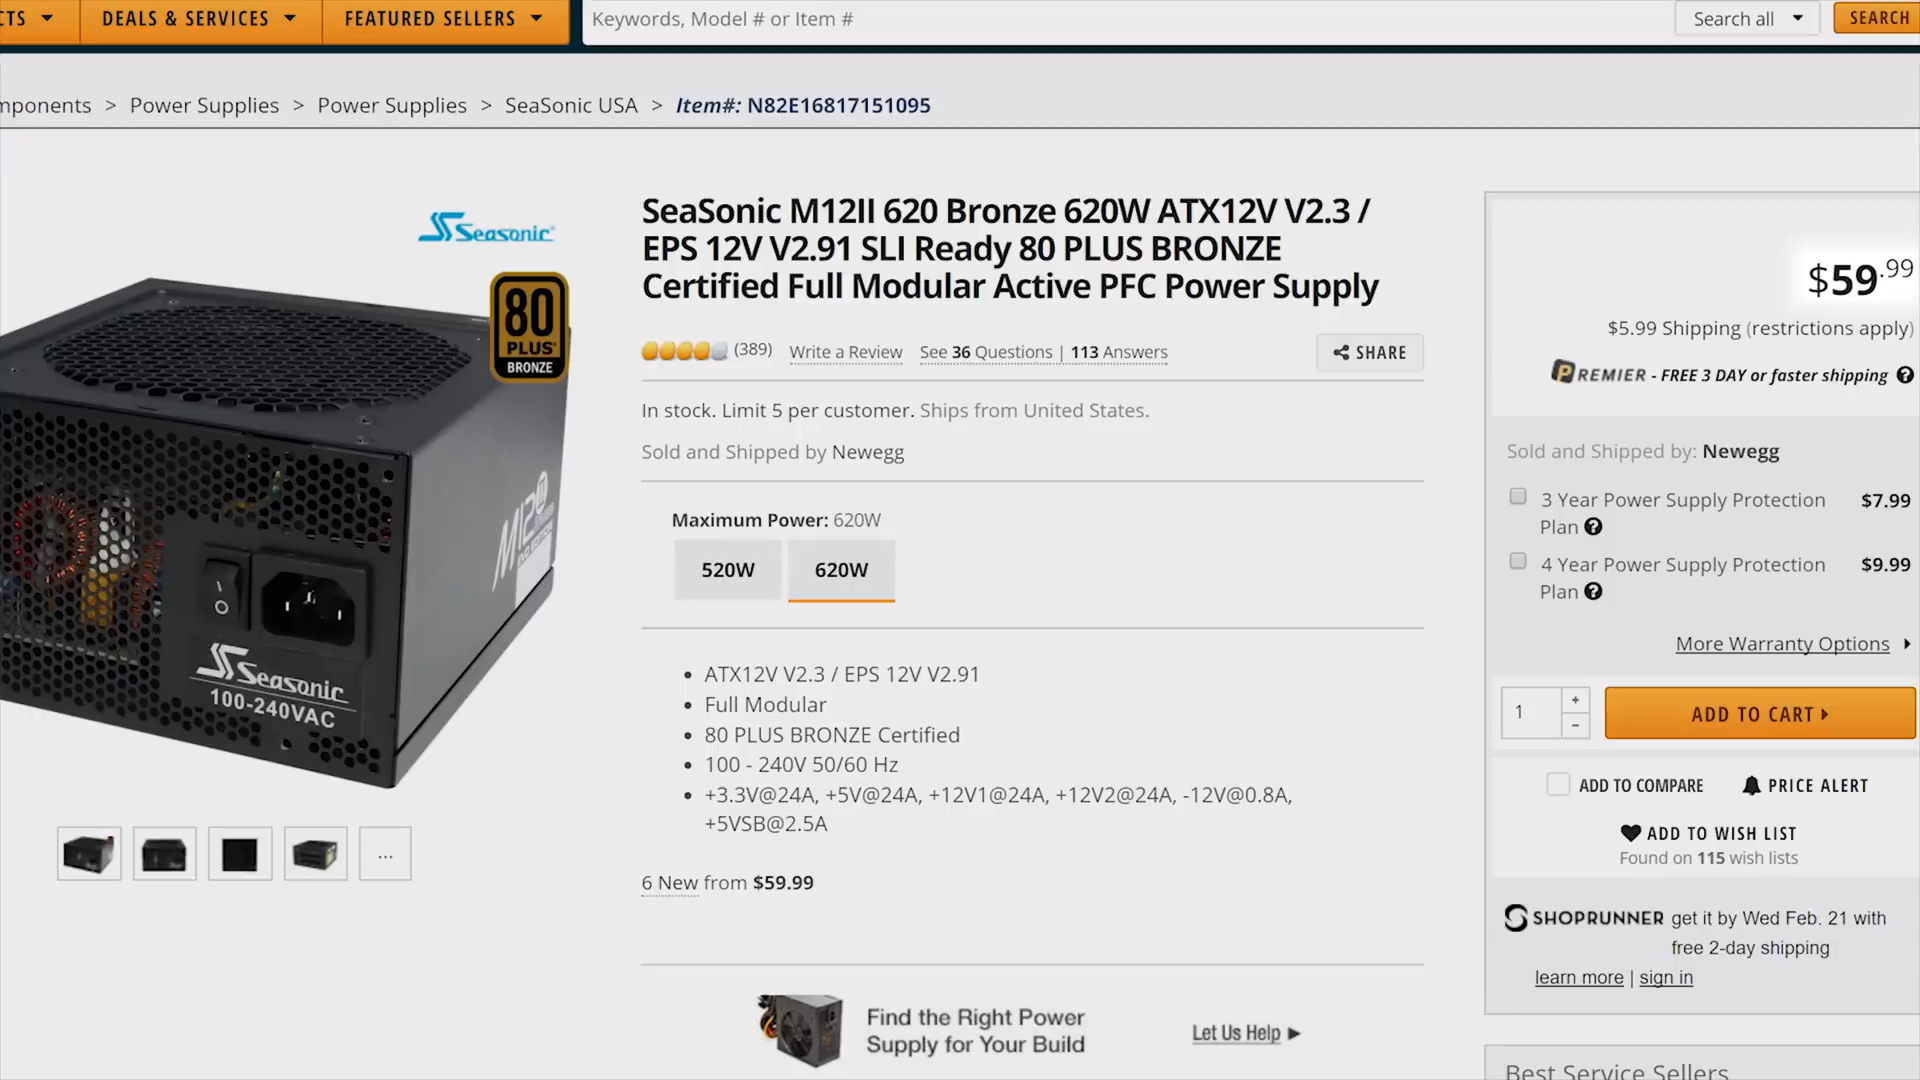 CTS
DEALS & SERVICES
FEATURED SELLERS
Keywords, Model # or Item #
Search all
SEARCH
mponents > Power Supplies > Power Supplies > SeaSonic USA > Item#: N82E16817151095
Seasonic
80
PLUS
BRONZE
M12II
Seasonic
100-240VAC
...
SeaSonic M12II 620 Bronze 620W ATX12V V2.3 /
EPS 12V V2.91 SLI Ready 80 PLUS BRONZE
Certified Full Modular Active PFC Power Supply
(389) Write a Review See 36 Questions | 113 Answers
SHARE
In stock. Limit 5 per customer. Ships from United States.
Sold and Shipped by Newegg
Maximum Power: 620W
520W
620W
• ATX12V V2.3 / EPS 12V V2.91
• Full Modular
• 80 PLUS BRONZE Certified
• 100 - 240V 50/60 Hz
• +3.3V@24A, +5V@24A, +12V1@24A, +12V2@24A, -12V@0.8A,
+5VSB@2.5A
6 New from $59.99
Find the Right Power
Supply for Your Build
Let Us Help
$59.99
$5.99 Shipping (restrictions apply)
PREMIER - FREE 3 DAY or faster shipping ?
Sold and Shipped by: Newegg
3 Year Power Supply Protection $7.99
Plan ?
4 Year Power Supply Protection $9.99
Plan ?
More Warranty Options
1
+
-
ADD TO CART
ADD TO COMPARE
PRICE ALERT
ADD TO WISH LIST
Found on 115 wish lists
SHOPRUNNER get it by Wed Feb. 21 with
free 2-day shipping
learn more | sign in
Best Service Sellers